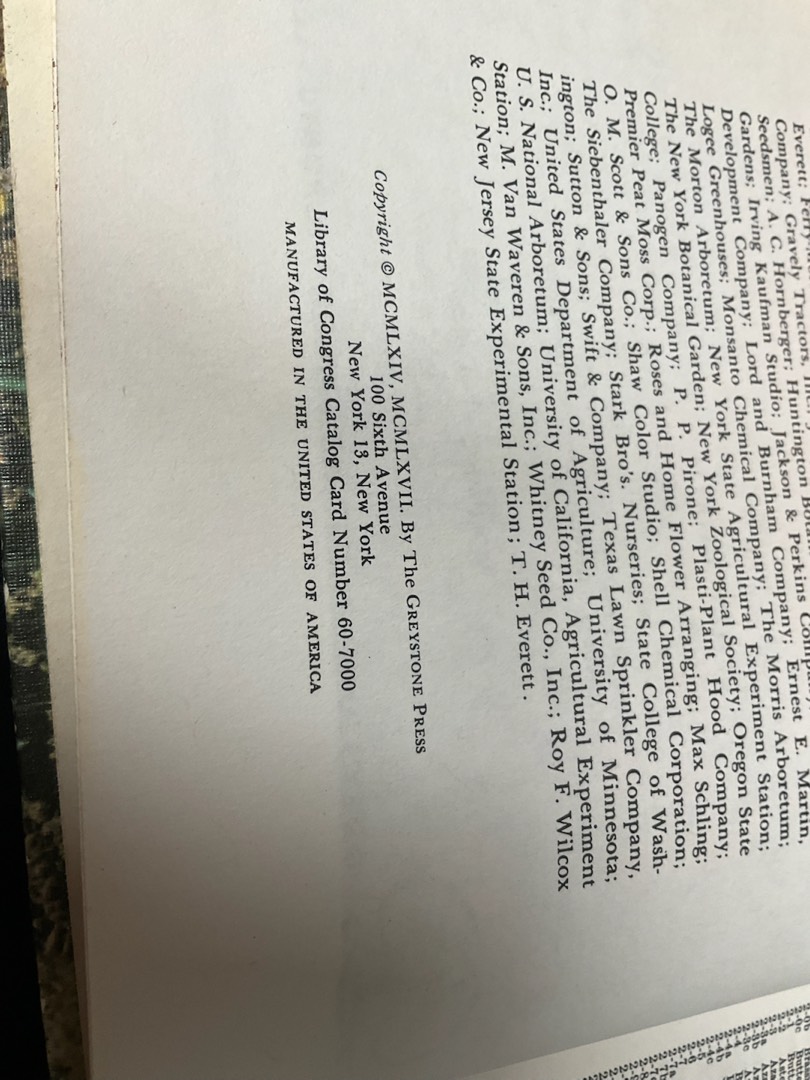 Everett;
Company; Gravely Tractors,
Seedsmen; A. C. Hornberger; Huntington
Gardens; Irving Kaufman Studio; Jackson & Perkins
Development Company; Lord and Burnham Company; Ernest E. Martin,
Logee Greenhouses; Monsanto Chemical Company; The Morris Arboretum;
The Morton Arboretum; New York State Agricultural Experiment Station;
The New York Botanical Garden; New York Zoological Society; Oregon State
College; Panogen Company; P. P. Pirone; Plasti-Plant Hood Company;
Premier Peat Moss Corp.; Roses and Home Flower Arranging; Max Schling;
O. M. Scott & Sons Co.; Shaw Color Studio; Shell Chemical Corporation;
The Siebenthaler Company; Stark Bro's. Nurseries; State College of Wash-
ington; Sutton & Sons; Swift & Company; Texas Lawn Sprinkler Company,
Inc.; United States Department of Agriculture; University of Minnesota;
U. S. National Arboretum; University of California, Agricultural Experiment
Station; M. Van Waveren & Sons, Inc.; Whitney Seed Co., Inc.; Roy F. Wilcox
& Co.; New Jersey State Experimental Station; T. H. Everett.
Copyright © MCMLXIV, MCMLXVII. By The Greystone Press
100 Sixth Avenue
New York 13, New York
Library of Congress Catalog Card Number 60-7000
MANUFACTURED IN THE UNITED STATES OF AMERICA